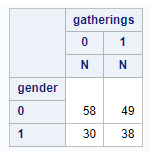 gatherings
0 1
N N
gender
0 58 49
1 30 38